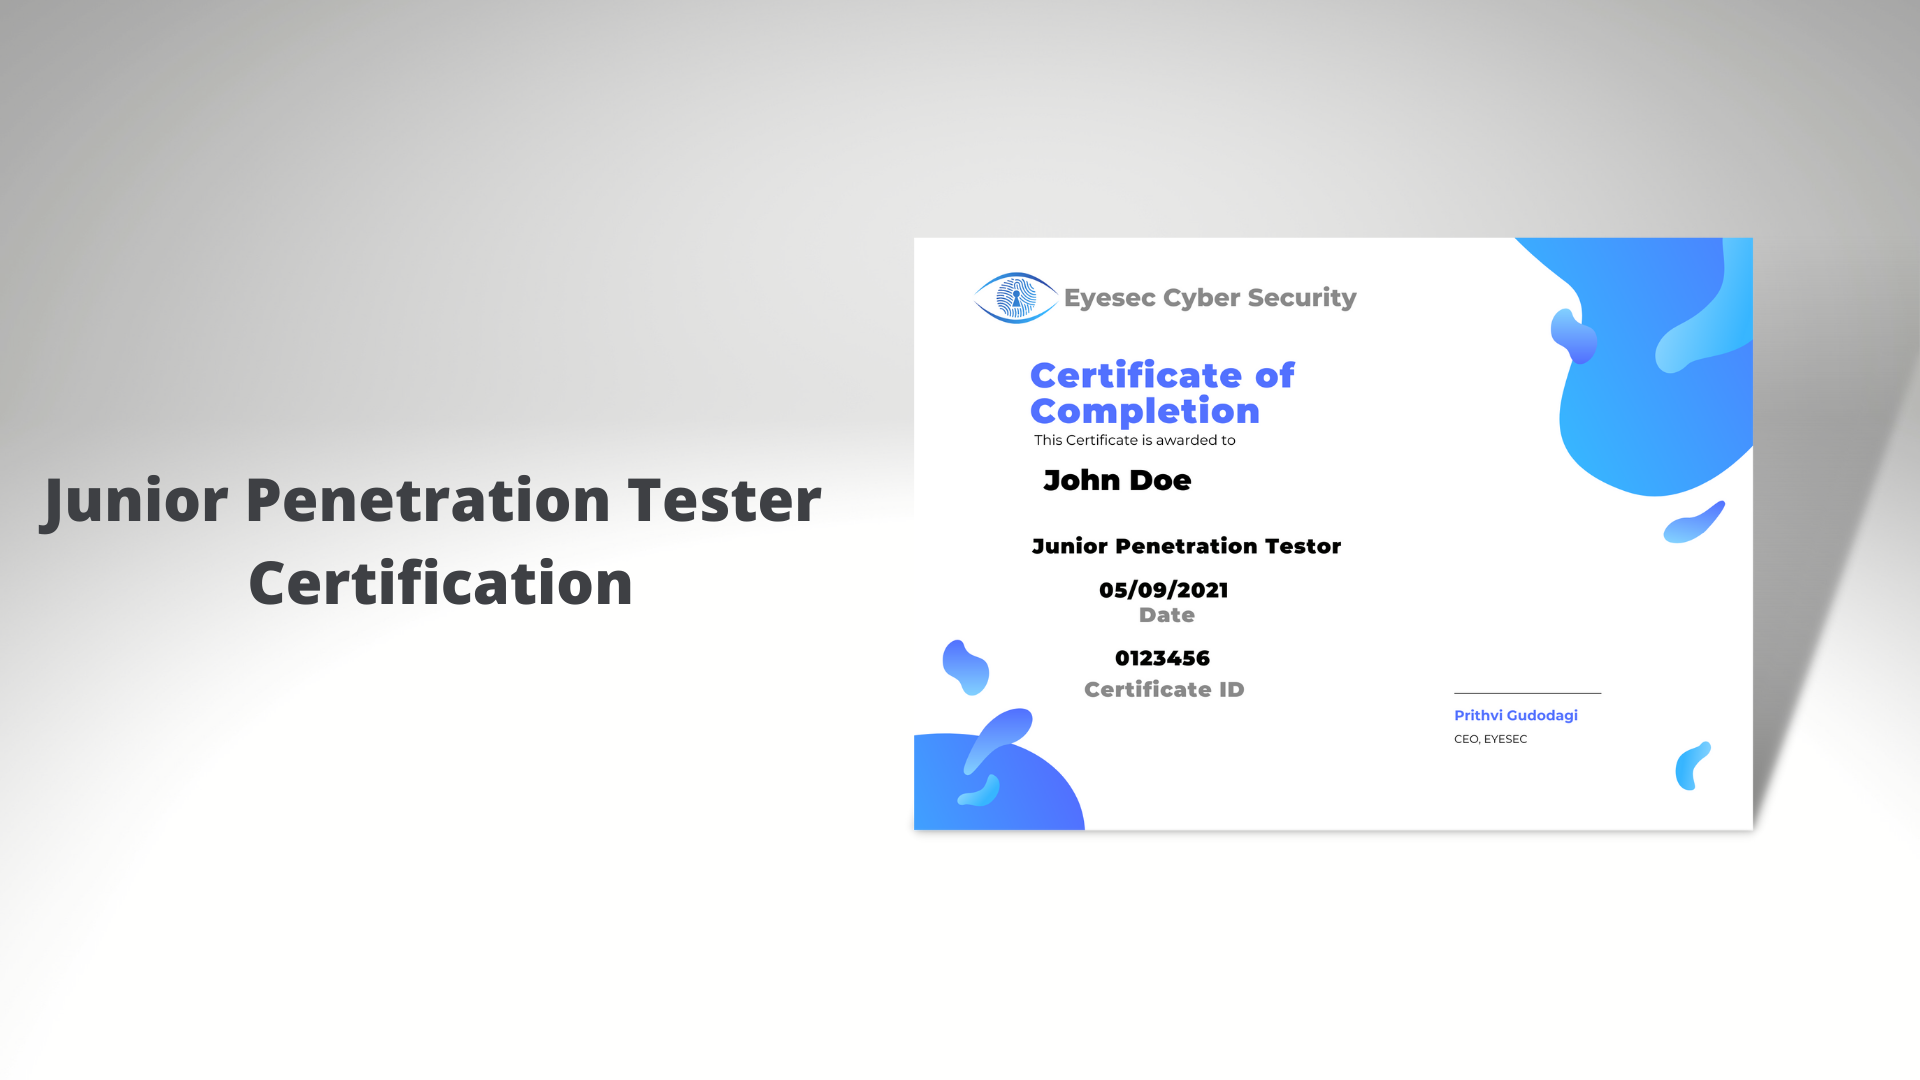 Junior Penetration Tester
Certification
Eyesec Cyber Security
Certificate of
Completion
This Certificate is awarded to
John Doe
Junior Penetration Testor
05/09/2021
Date
0123456
Certificate ID
Prithvi Gudodagi
CEO, EYESEC